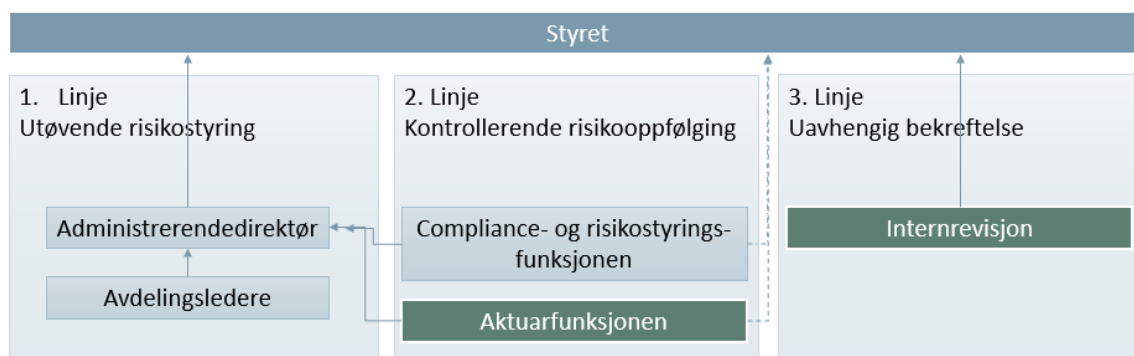 Styret
1. Linje
Utøvende risikostyring
Administrerendedirektør
Avdelingsledere
2. Linje
Kontrollerende risikooppfølging
Compliance- og risikostyrings-
funksjonen
Aktuarfunksjonen
3. Linje
Uavhengig bekreftelse
Internrevisjon